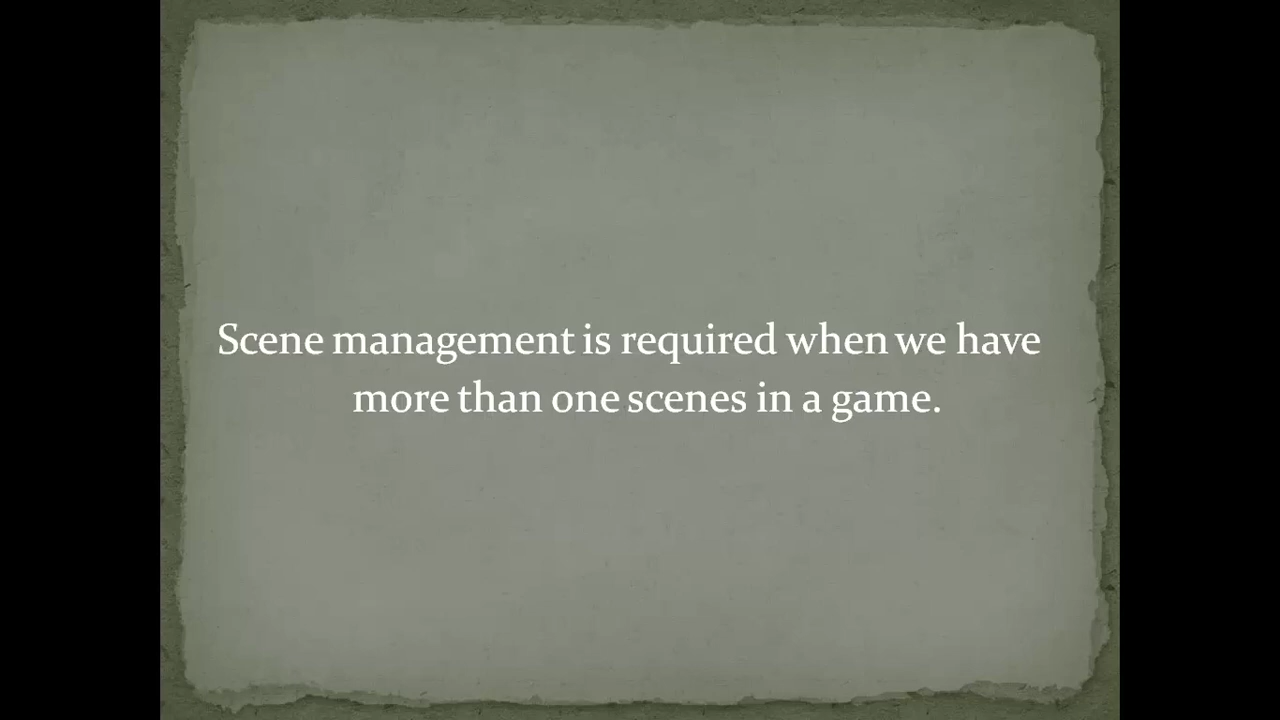 Scene management is required when we have
more than one scenes in a game.